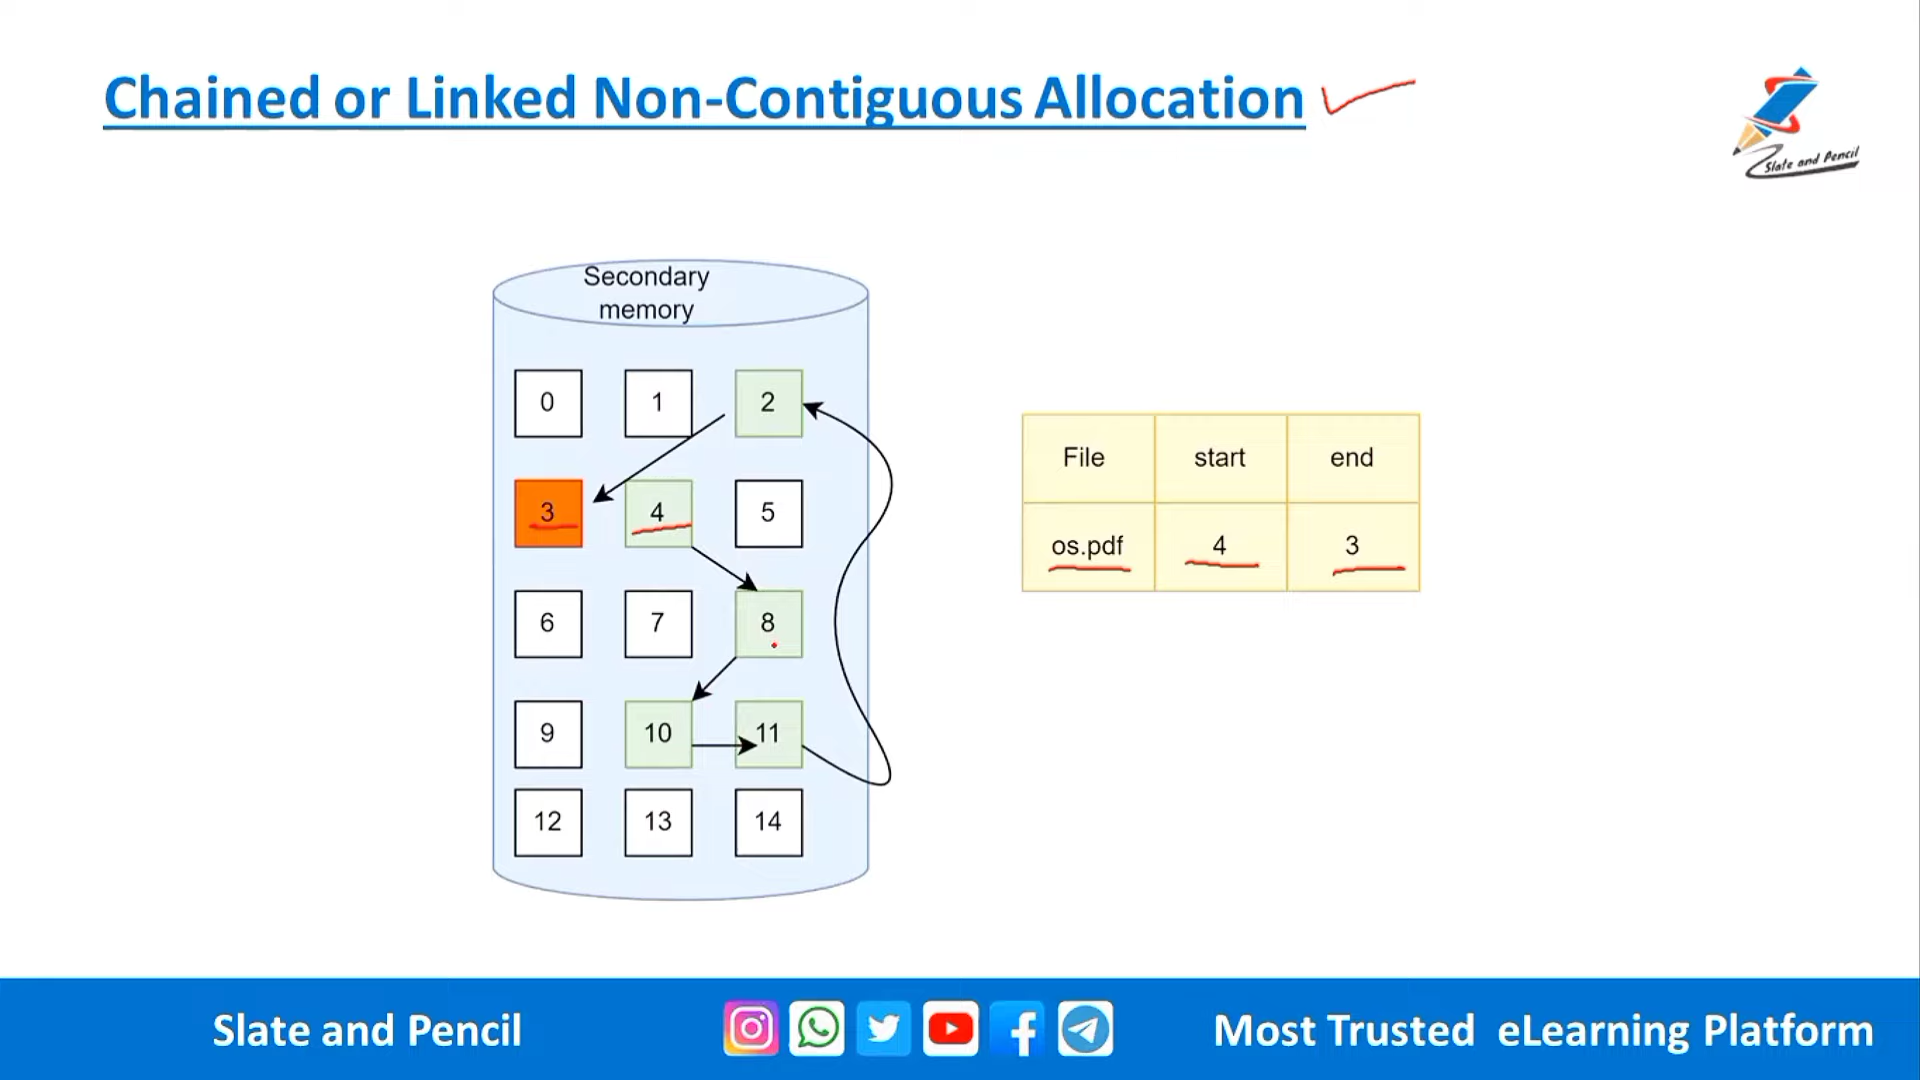 Chained or Linked Non-Contiguous Allocation
Slate and Pencil
Secondary
memory
0 1 2
3 4 5
6 7 8
9 10 11
12 13 14
File start end
os.pdf 4 3
Slate and Pencil
Most Trusted eLearning Platform